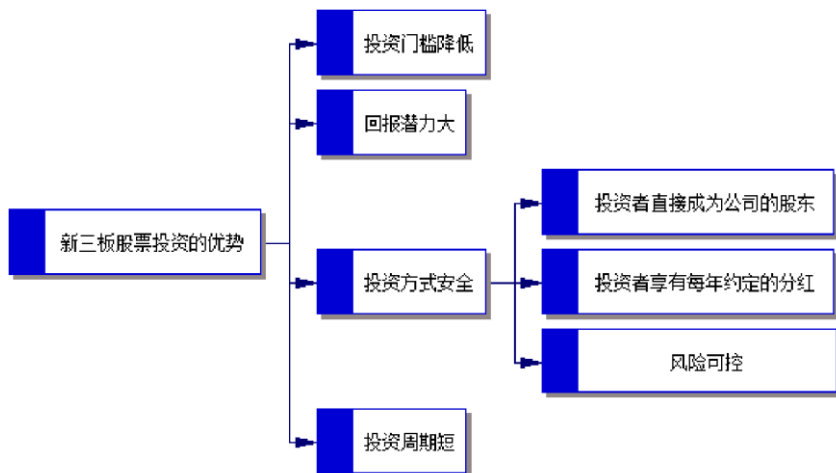 新三板股票投资的优势
投资门槛降低
回报潜力大
投资方式安全
投资者直接成为公司的股东
投资者享有每年约定的分红
风险可控
投资周期短